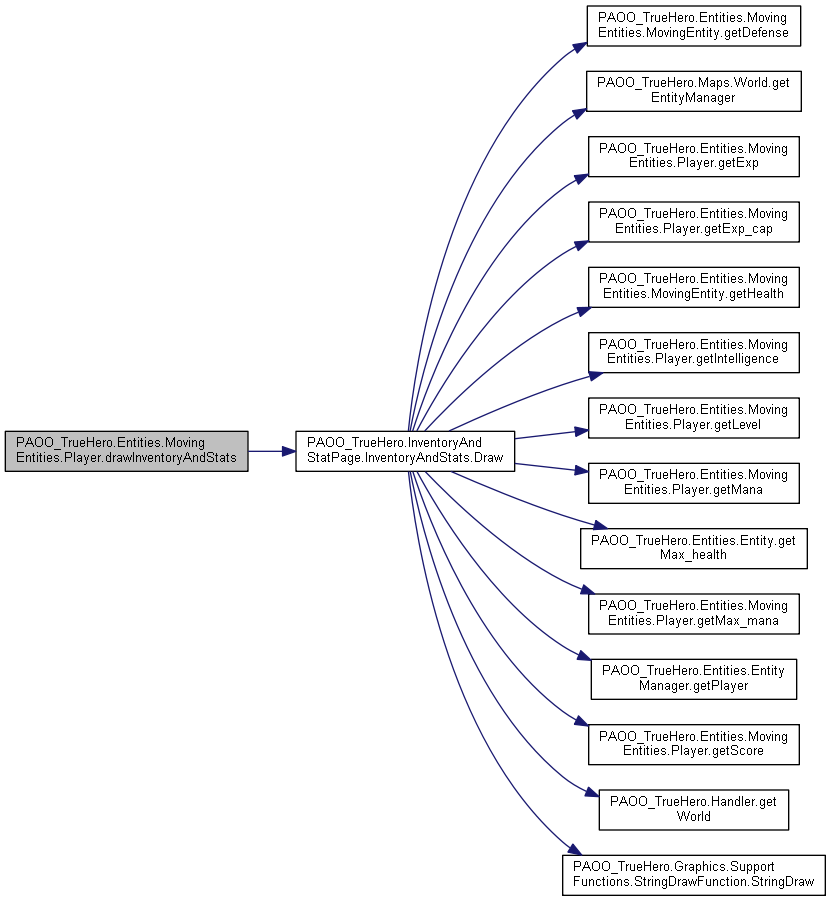 PAOO_TrueHero.Entities.Moving
Entities.Player.drawInventoryAndStats
PAOO_TrueHero.InventoryAnd
StatPage.InventoryAndStats.Draw
PAOO_TrueHero.Entities.Moving
Entities.MovingEntity.getDefense
PAOO_TrueHero.Maps.World.get
EntityManager
PAOO_TrueHero.Entities.Moving
Entities.Player.getExp
PAOO_TrueHero.Entities.Moving
Entities.Player.getExp_cap
PAOO_TrueHero.Entities.Moving
Entities.MovingEntity.getHealth
PAOO_TrueHero.Entities.Moving
Entities.Player.getIntelligence
PAOO_TrueHero.Entities.Moving
Entities.Player.getLevel
PAOO_TrueHero.Entities.Moving
Entities.Player.getMana
PAOO_TrueHero.Entities.Entity.get
Max_health
PAOO_TrueHero.Entities.Moving
Entities.Player.getMax_mana
PAOO_TrueHero.Entities.Entity
Manager.getPlayer
PAOO_TrueHero.Entities.Moving
Entities.Player.getScore
PAOO_TrueHero.Handler.get
World
PAOO_TrueHero.Graphics.Support
Functions.StringDrawFunction.StringDraw